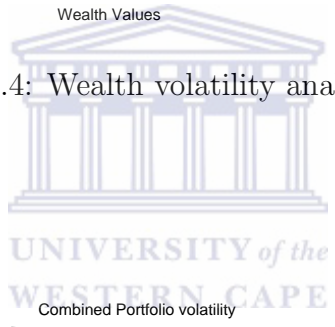 Wealth Values
.4: Wealth volatility ana
UNIVERSITY of the
WESTERN CAPE
Combined Portfolio volatility